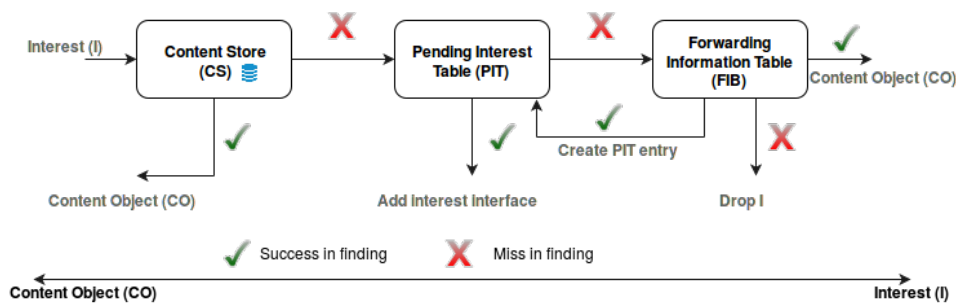 Interest (I)
Content Store
(CS)
Pending Interest
Table (PIT)
Forwarding
Information Table
(FIB)
Content Object (CO)
Create PIT entry
Content Object (CO)
Add interest interface
Drop I
Success in finding
Miss in finding
Content Object (CO)
Interest (I)